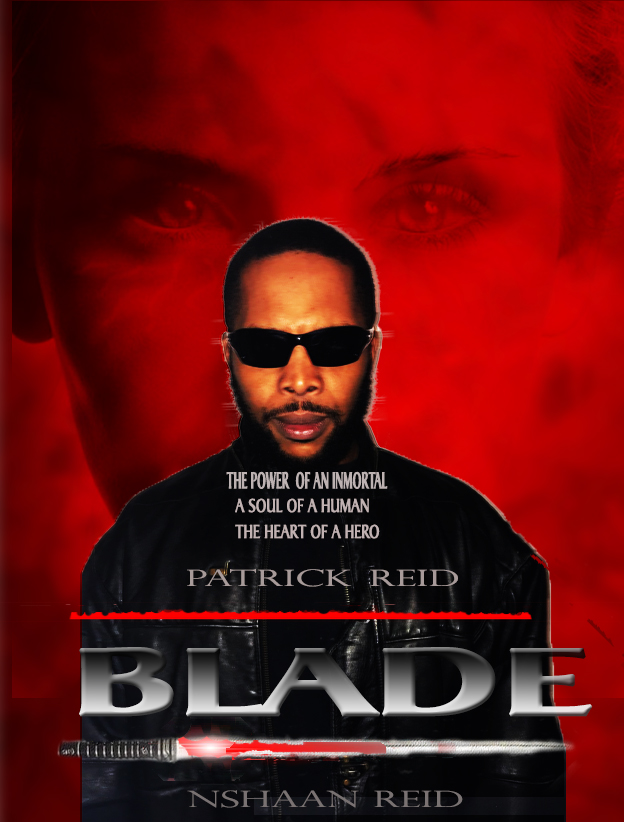 THE POWER OF AN INMORTAL
A SOUL OF A HUMAN
THE HEART OF A HERO
PATRICK REID
BLADE
NSHAAN REID